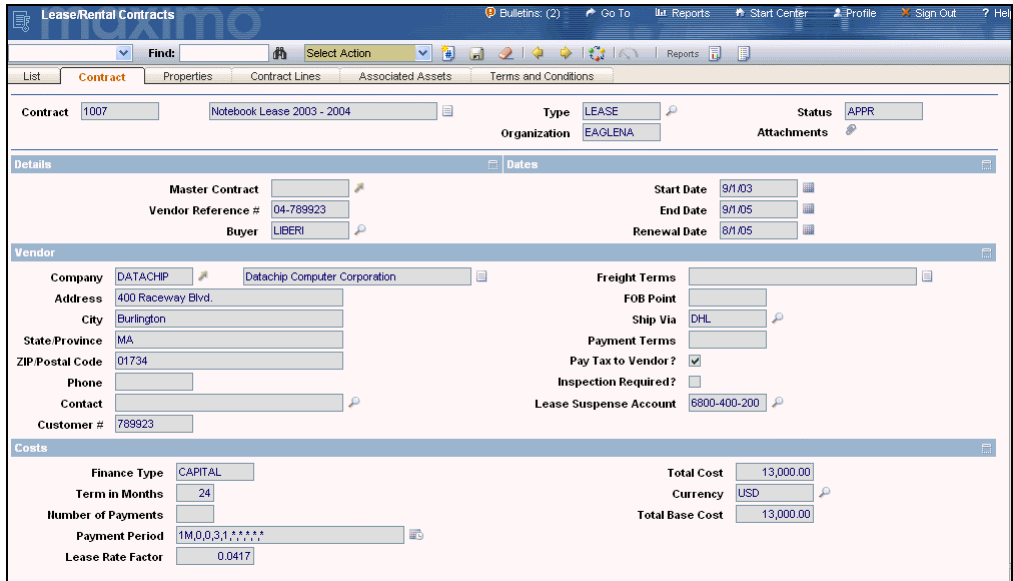 Lease/Rental Contracts
maximo
Bulletins: (2) Go To Reports Start Center Profile Sign Out ? Hel
Find: Select Action Reports
List Contract Properties Contract Lines Associated Assets Terms and Conditions
Contract 1007 Notebook Lease 2003 - 2004 Type LEASE Status APPR
Organization EAGLENA Attachments
Details Dates
Master Contract Start Date 9/1/03
Vendor Reference # 04-789923 End Date 9/1/05
Buyer LIBERI Renewal Date 8/1/05
Vendor
Company DATACHIP Datachip Computer Corporation Freight Terms
Address 400 Raceway Blvd. FOB Point
City Burlington Ship Via DHL
State/Province MA Payment Terms
ZIP/Postal Code 01734 Pay Tax to Vendor?
Phone Inspection Required?
Contact Lease Suspense Account 6800-400-200
Customer # 789923
Costs
Finance Type CAPITAL Total Cost 13,000.00
Term in Months 24 Currency USD
Number of Payments Total Base Cost 13,000.00
Payment Period 1M,0,0,3,1,*,*,*,*,*
Lease Rate Factor 0.0417